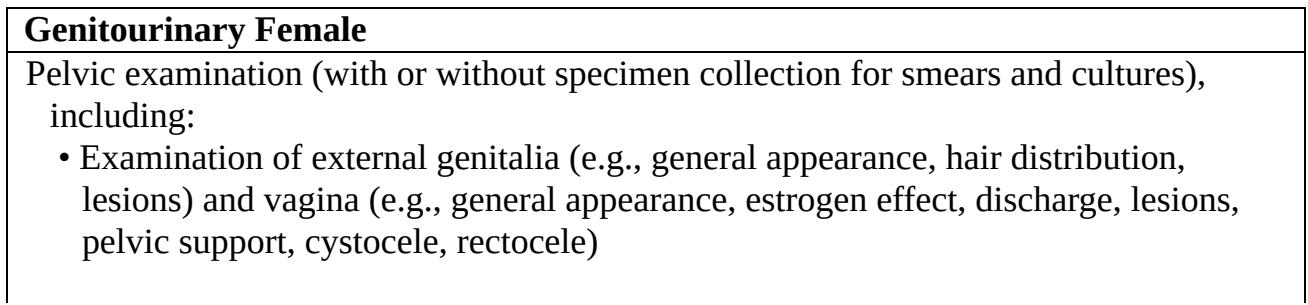 Genitourinary Female
Pelvic examination (with or without specimen collection for smears and cultures),
including:
• Examination of external genitalia (e.g., general appearance, hair distribution,
lesions) and vagina (e.g., general appearance, estrogen effect, discharge, lesions,
pelvic support, cystocele, rectocele)